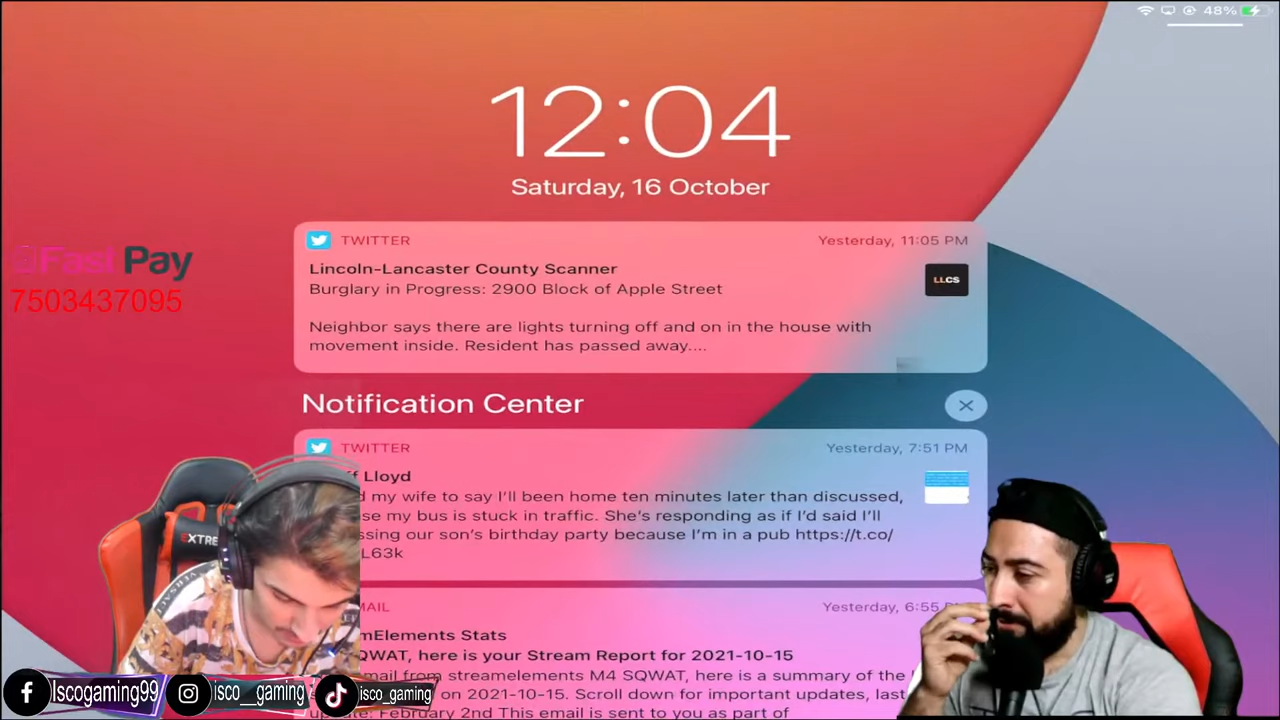 48%
12:04
Saturday, 16 October
Fast Pay
7503437095
TWITTER Yesterday, 11:05 PM
Lincoln-Lancaster County Scanner
Burglary in Progress: 2900 Block of Apple Street
LLCS
Neighbor says there are lights turning off and on in the house with
movement inside. Resident has passed away....
Notification Center
TWITTER Yesterday, 7:51 PM
Lloyd
my wife to say I'll been home ten minutes later than discussed,
my bus is stuck in traffic. She's responding as if I'd said I'll
our son's birthday party because I'm in a pub https://t.co/
L63k
MAIL Yesterday, 6:55
Stats
SQWAT, here is your Stream Report for 2021-10-15
from streamelements M4 SQWAT, here is a summary of the
on 2021-10-15. Scroll down for important updates, last
update: February 2nd This email is sent to you as part of
EXTRE
Iscogaming99
isco__gaming
isco_gaming